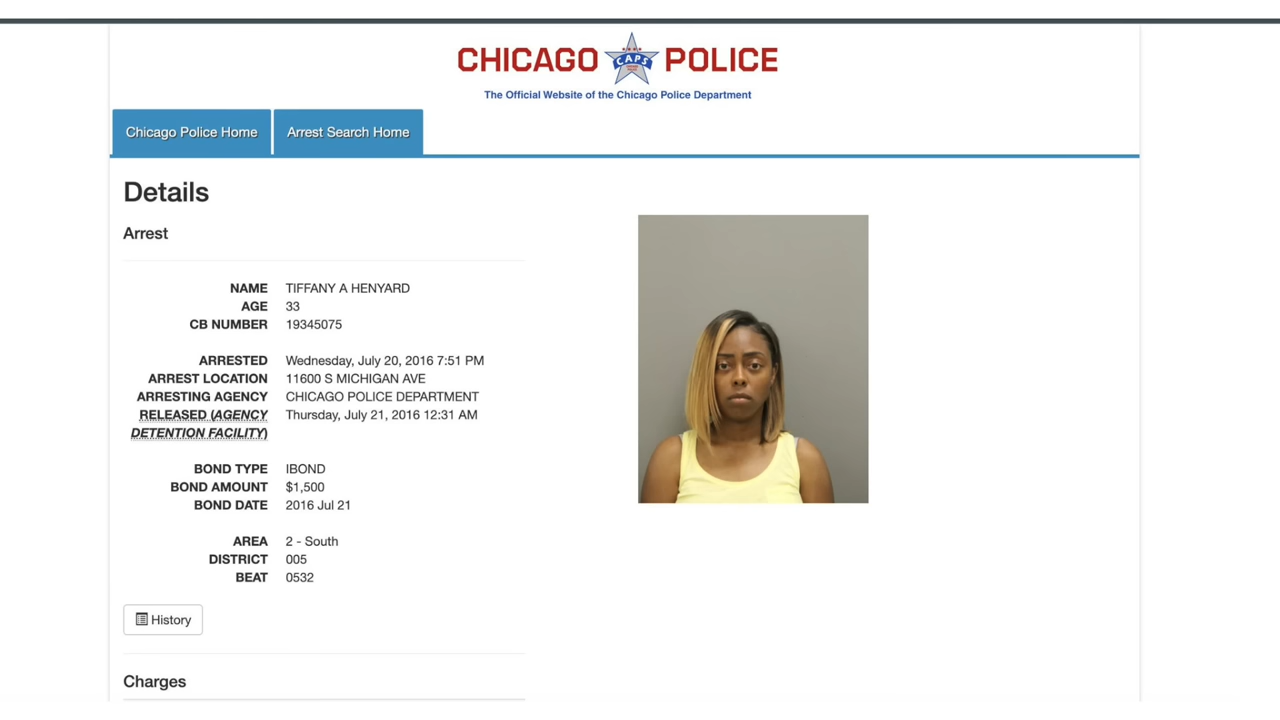 CHICAGO CAPS POLICE
The Official Website of the Chicago Police Department
Chicago Police Home Arrest Search Home
Details
Arrest
NAME TIFFANY A HENYARD
AGE 33
CB NUMBER 19345075
ARRESTED Wednesday, July 20, 2016 7:51 PM
ARREST LOCATION 11600 S MICHIGAN AVE
ARRESTING AGENCY CHICAGO POLICE DEPARTMENT
RELEASED (AGENCY Thursday, July 21, 2016 12:31 AM
DETENTION FACILITY)
BOND TYPE IBOND
BOND AMOUNT $1,500
BOND DATE 2016 Jul 21
AREA 2 - South
DISTRICT 005
BEAT 0532
History
Charges